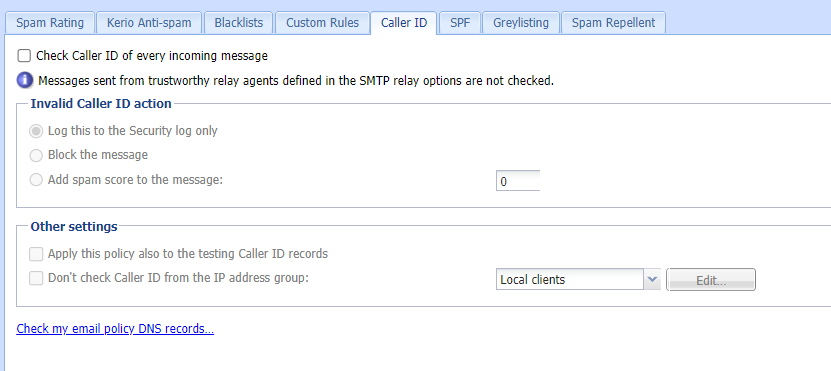 Spam Rating Kerio Anti-spam Blacklists Custom Rules Caller ID SPF Greylisting Spam Repellent
Check Caller ID of every incoming message
Messages sent from trustworthy relay agents defined in the SMTP relay options are not checked.
Invalid Caller ID action
Log this to the Security log only
Block the message
Add spam score to the message: 0
Other settings
Apply this policy also to the testing Caller ID records
Don't check Caller ID from the IP address group: Local clients Edit...
Check my email policy DNS records...